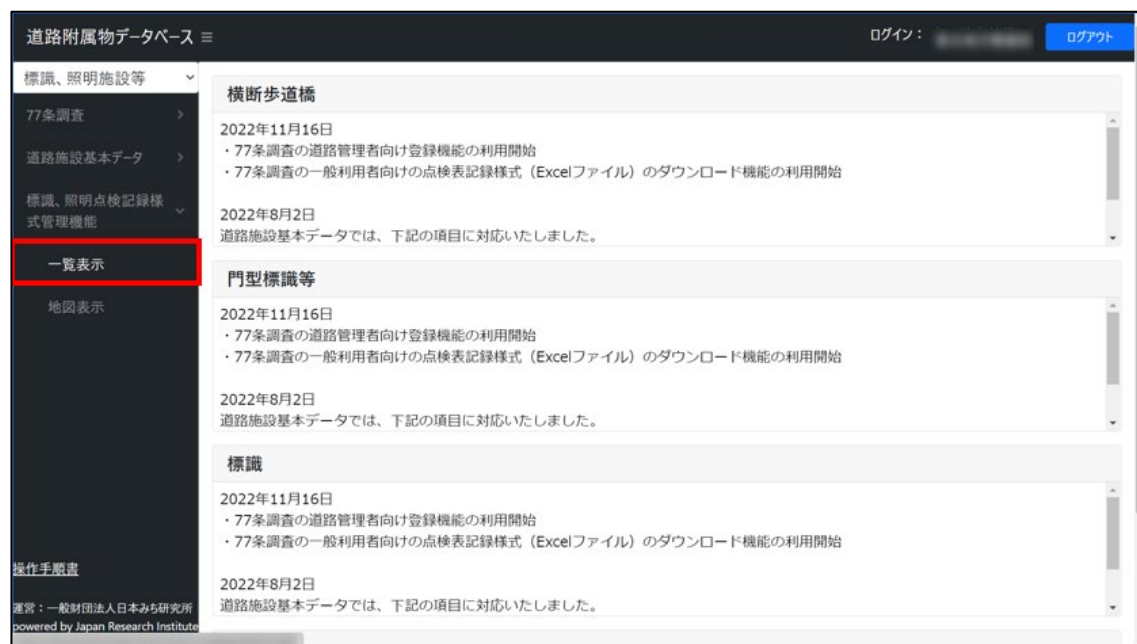 道路附属物データベース ≡
ログイン：
ログアウト
標識、照明施設等
77条調査
道路施設基本データ
標識、照明点検記録様
式管理機能
一覧表示
地図表示
操作手順書
運営：一般財団法人日本みち研究所
powered by Japan Research Institute
横断歩道橋
2022年11月16日
・77条調査の道路管理者向け登録機能の利用開始
・77条調査の一般利用者向けの点検表記録様式（Excelファイル）のダウンロード機能の利用開始
2022年8月2日
道路施設基本データでは、下記の項目に対応いたしました。
門型標識等
2022年11月16日
・77条調査の道路管理者向け登録機能の利用開始
・77条調査の一般利用者向けの点検表記録様式（Excelファイル）のダウンロード機能の利用開始
2022年8月2日
道路施設基本データでは、下記の項目に対応いたしました。
標識
2022年11月16日
・77条調査の道路管理者向け登録機能の利用開始
・77条調査の一般利用者向けの点検表記録様式（Excelファイル）のダウンロード機能の利用開始
2022年8月2日
道路施設基本データでは、下記の項目に対応いたしました。